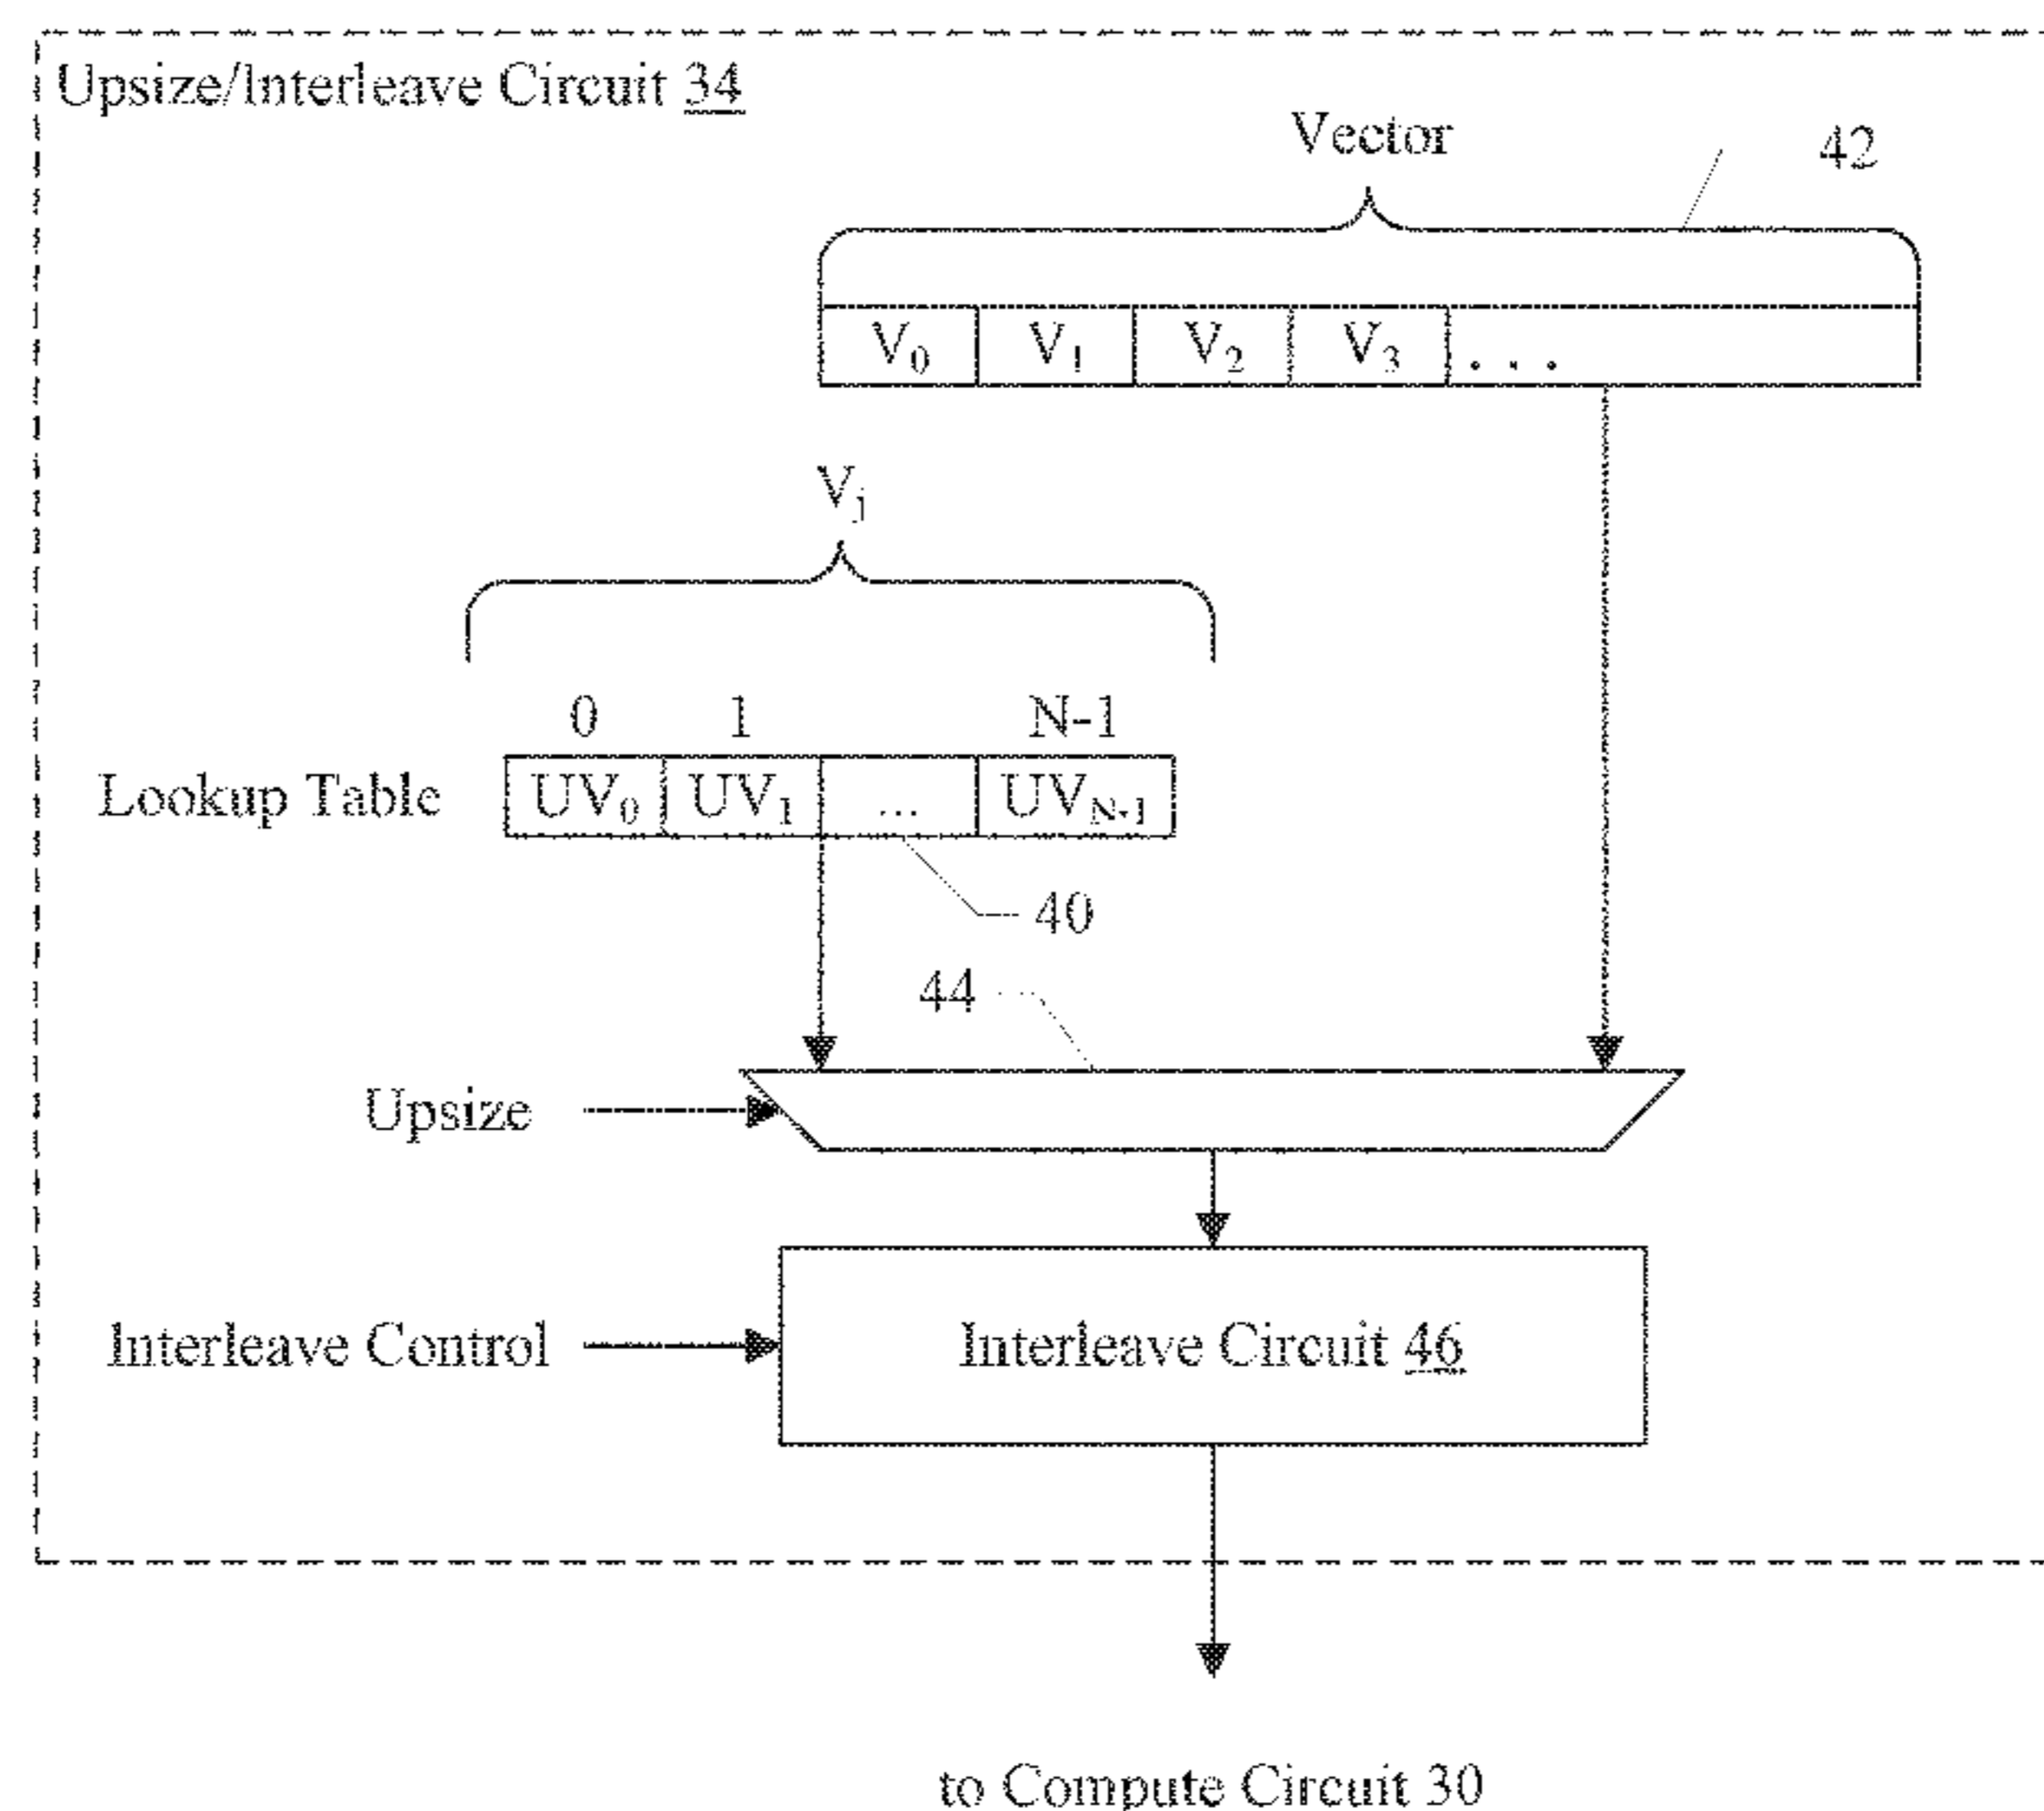 Upsize/Interleave Circuit 34
Vector
42
V0 V1 V2 V3 . . .
Vj
0 1 N-1
Lookup Table UV0 UV1 ... UVN-1
40
44
Upsize
Interleave Control Interleave Circuit 46
to Compute Circuit 30